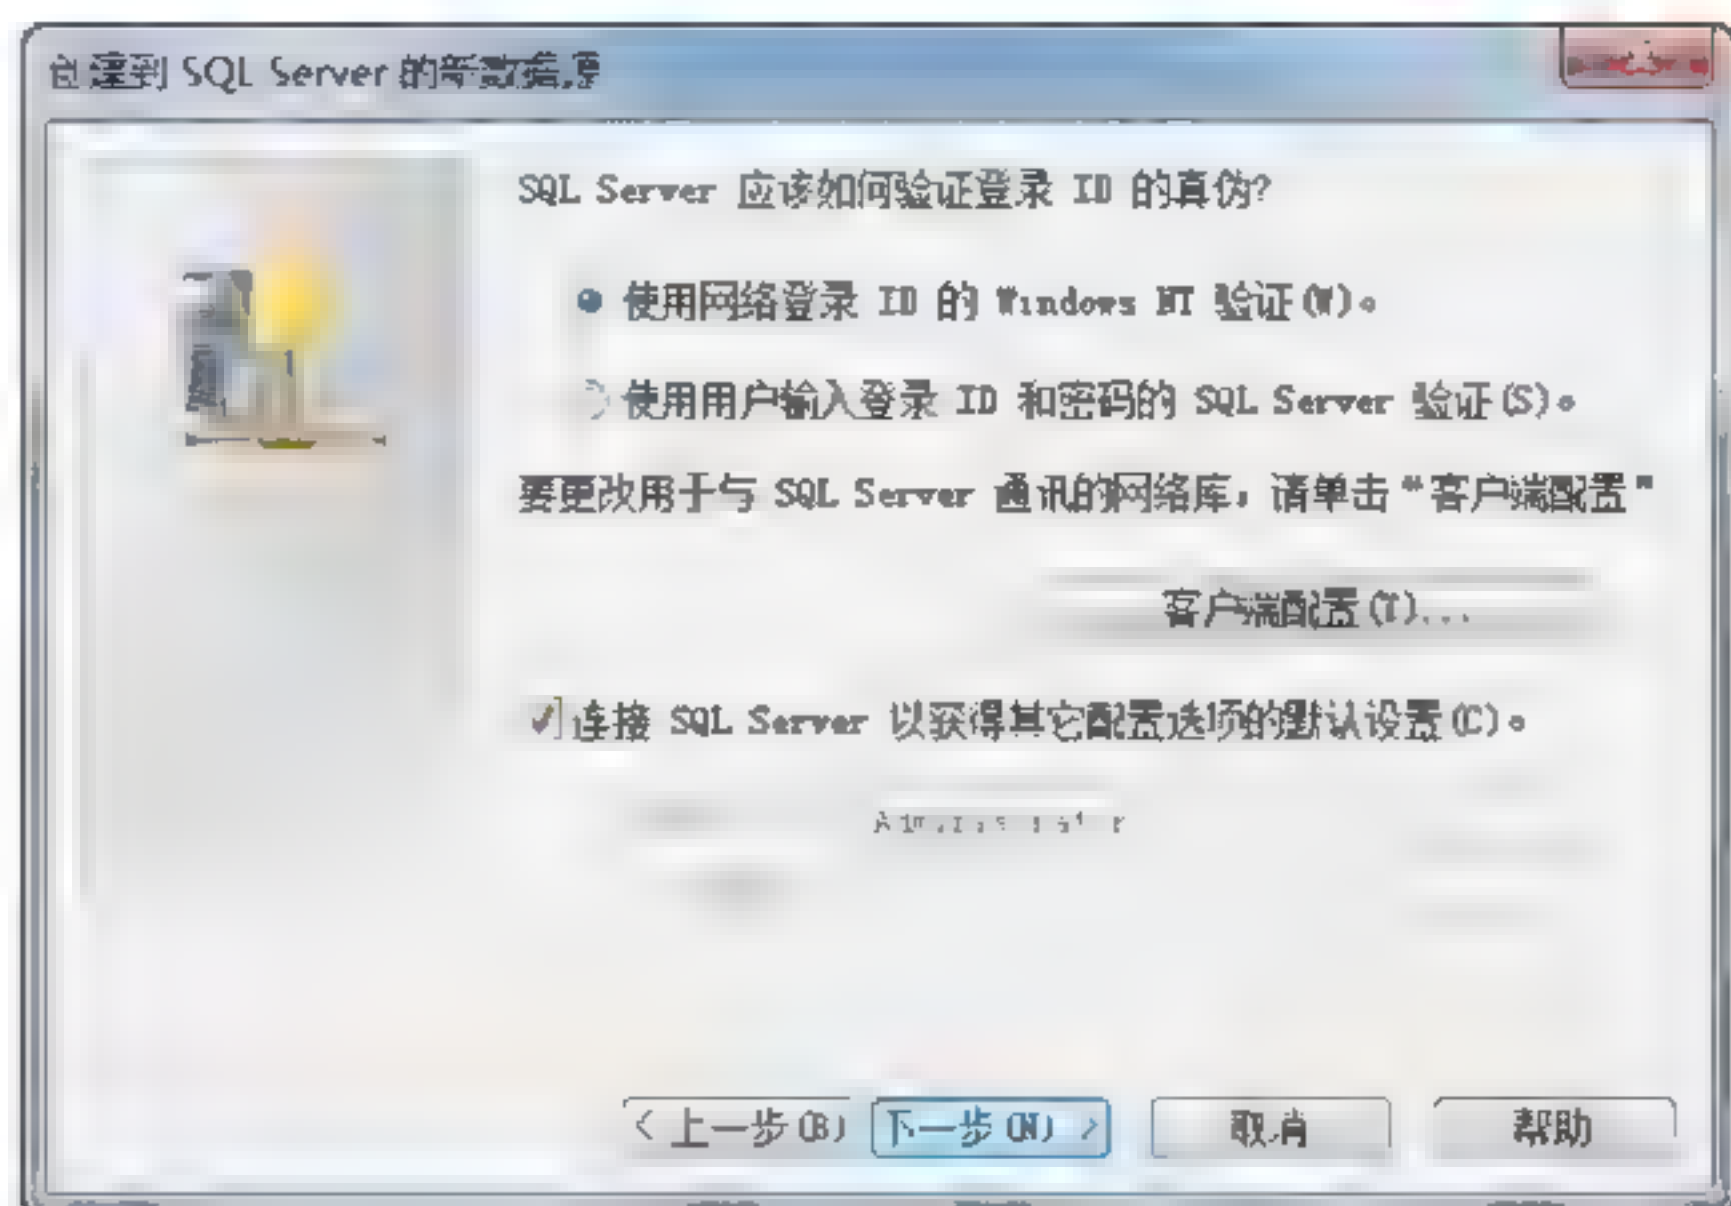 创建到 SQL Server 的新数据源
SQL Server 应该如何验证登录 ID 的真伪?
使用网络登录 ID 的 Windows NT 验证(W)。
使用用户输入登录 ID 和密码的 SQL Server 验证(S)。
要更改用于与 SQL Server 通讯的网络库，请单击“客户端配置”
客户端配置(T)...
连接 SQL Server 以获得其它配置选项的默认设置(C)。
< 上一步(B)
下一步(N) >
取消
帮助